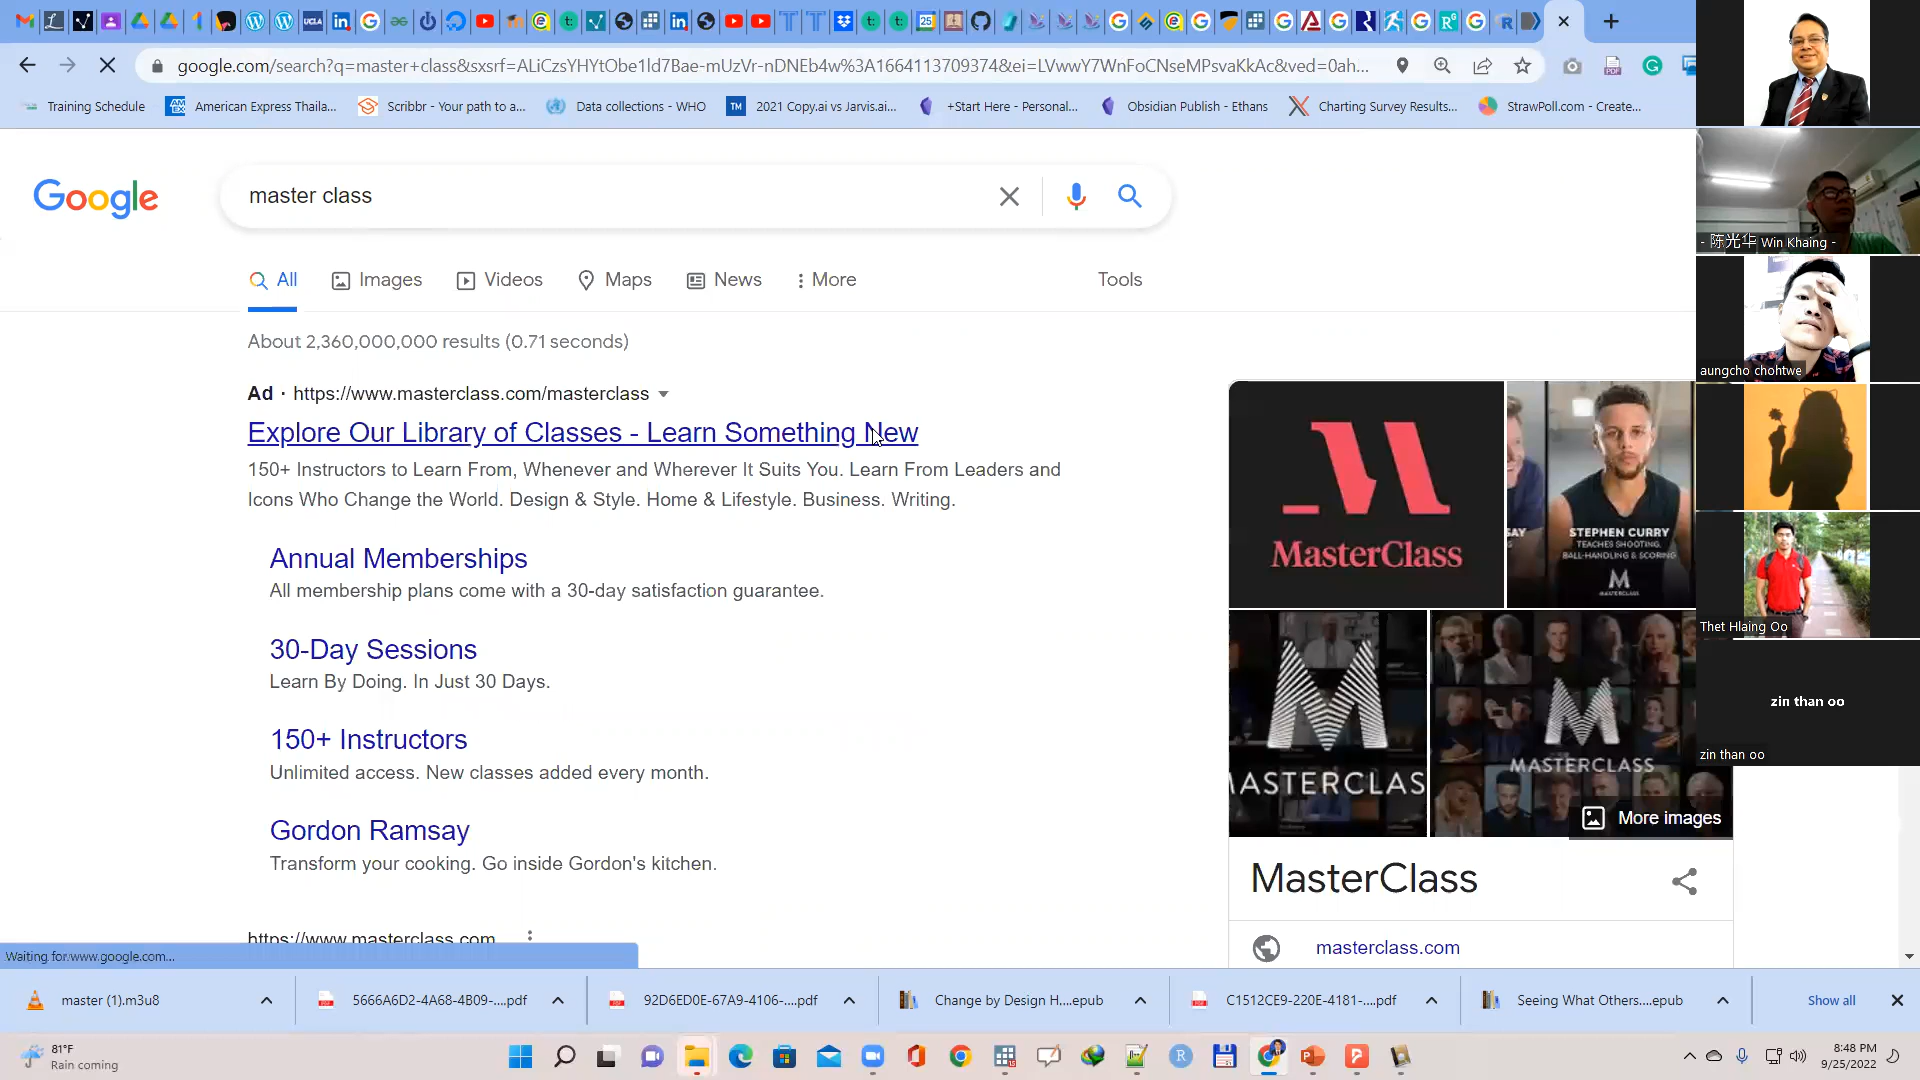 google.com/search?q=master+class&sxsrf=ALiCzsYHYtObe1ld7Bae-mUzVr-nDNEb4w%3A1664113709374&ei=LVwwY7WnFoCNseMPsvaKkAc&ved=0ah...
Training Schedule
American Express Thaila...
Scribbr - Your path to a...
Data collections - WHO
2021 Copy.ai vs Jarvis.ai...
+Start Here - Personal...
Obsidian Publish - Ethans
Charting Survey Results...
StrawPoll.com - Create...
Google
master class
All
Images
Videos
Maps
News
More
Tools
About 2,360,000,000 results (0.71 seconds)
Ad · https://www.masterclass.com/masterclass
Explore Our Library of Classes - Learn Something New
150+ Instructors to Learn From, Whenever and Wherever It Suits You. Learn From Leaders and
Icons Who Change the World. Design & Style. Home & Lifestyle. Business. Writing.
Annual Memberships
All membership plans come with a 30-day satisfaction guarantee.
30-Day Sessions
Learn By Doing. In Just 30 Days.
150+ Instructors
Unlimited access. New classes added every month.
Gordon Ramsay
Transform your cooking. Go inside Gordon's kitchen.
https://www.masterclass.com
MasterClass
STEPHEN CURRY
TEACHES SHOOTING,
BALL-HANDLING & SCORING
ASTERCLAS
MASTERCLASS
More images
MasterClass
masterclass.com
- 陈光华 Win Khaing -
aungcho chohtwe
Thet Hlaing Oo
zin than oo
zin than oo
Waiting for www.google.com...
master (1).m3u8
5666A6D2-4A68-4B09-....pdf
92D6ED0E-67A9-4106-....pdf
Change by Design H....epub
C1512CE9-220E-4181-....pdf
Seeing What Others....epub
Show all
81°F
Rain coming
8:48 PM
9/25/2022